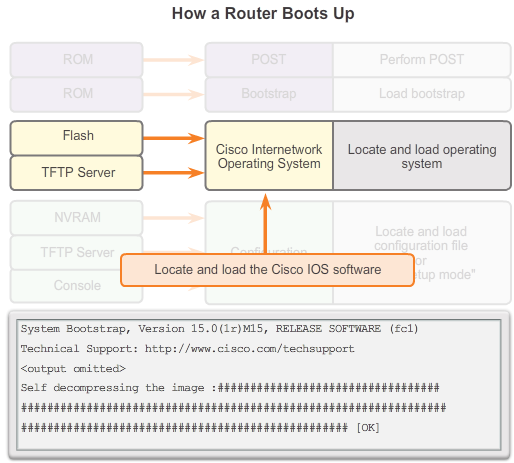 How a Router Boots Up
ROM POST Perform POST
ROM Bootstrap Load bootstrap
Flash
TFTP Server
Cisco Internetwork
Operating System
Locate and load operating
system
NVRAM
TFTP Server
Console
Configuration
Locate and load
configuration file
or
etup mode"
Locate and load the Cisco IOS software
System Bootstrap, Version 15.0(1r)M15, RELEASE SOFTWARE (fc1)
Technical Support: http://www.cisco.com/techsupport
<output omitted>
Self decompressing the image :##################################
#################################################################
################################################## [OK]